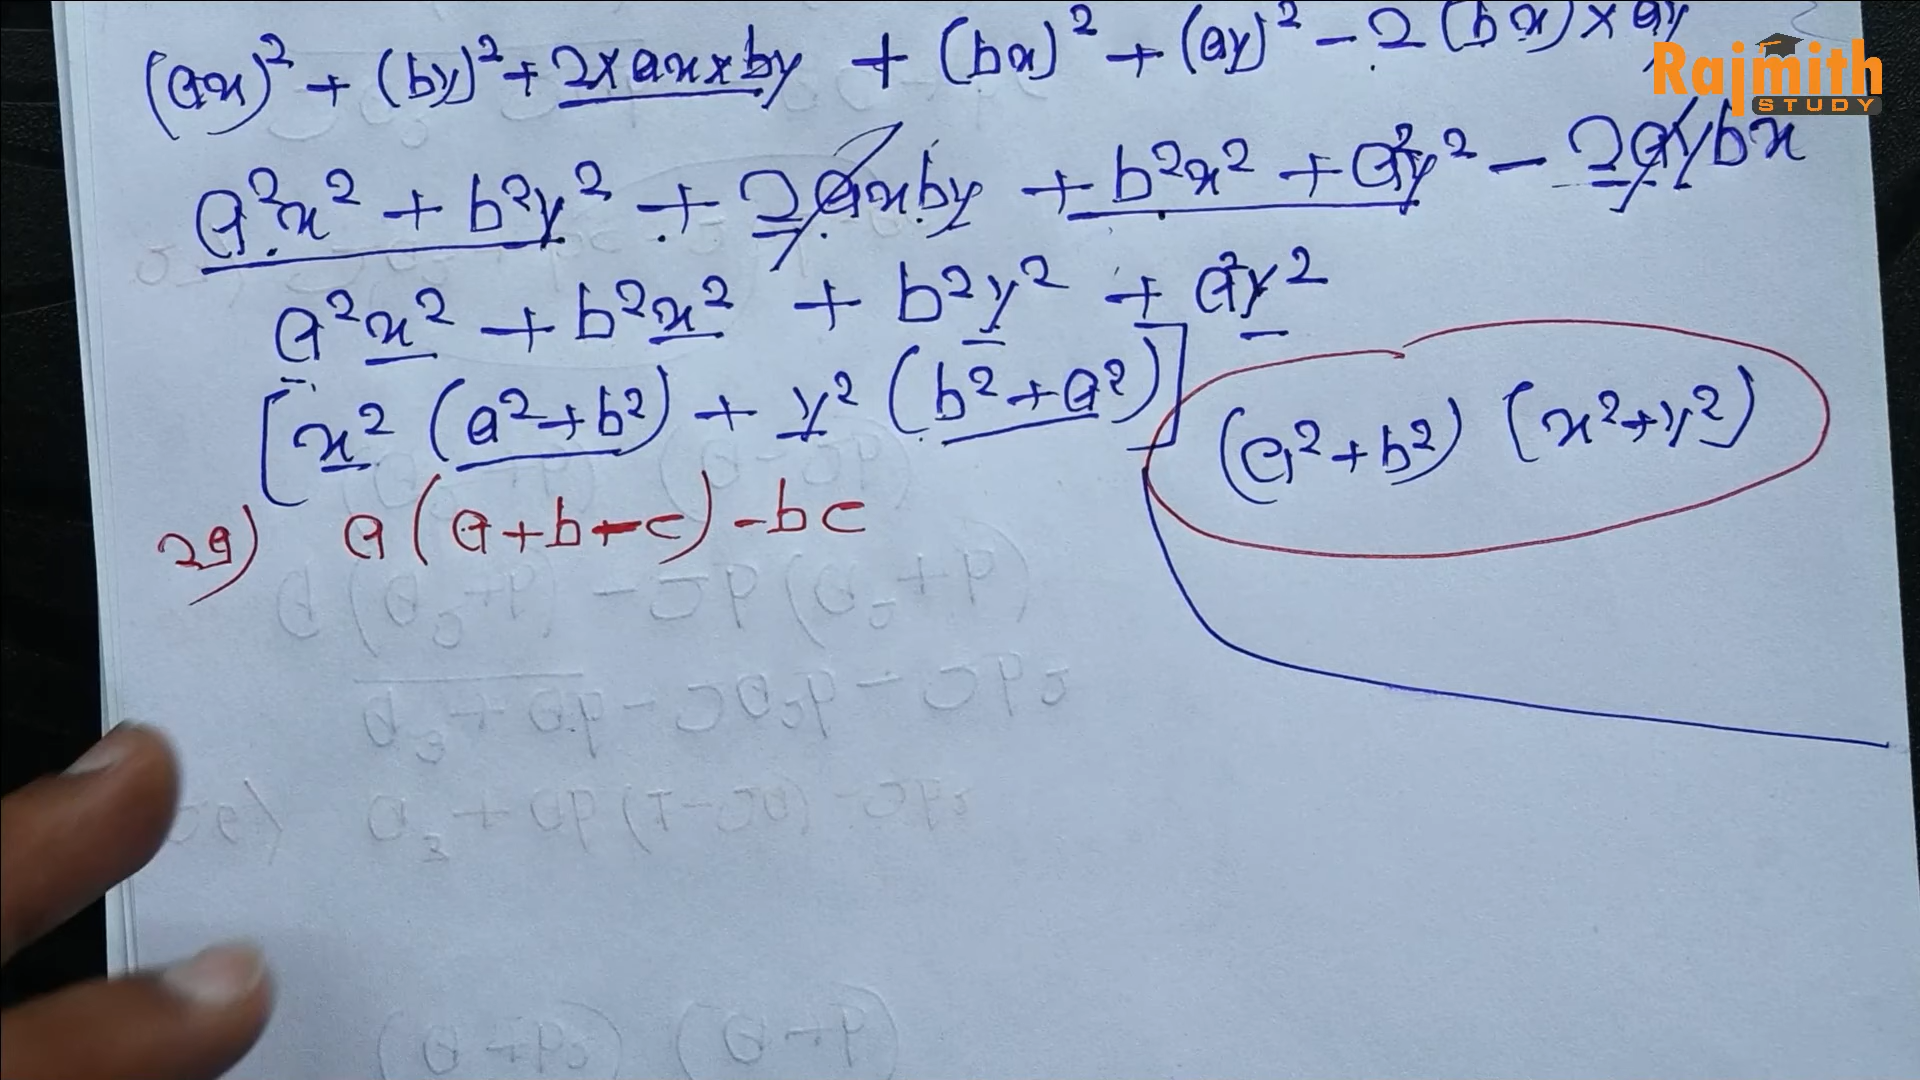 (ax)² + (by)² + 2×ax×by + (bx)² + (ay)² - 2(bx)×ay
Rajmith
STUDY
a²x² + b²y² + 2axby + b²x² + a²y² - 2aybx
a²x² + b²x² + b²y² + a²y²
[x² (a²+b²) + y² (b²+a²)]
(a²+b²) (x²+y²)
29) a(a+b-c)-bc